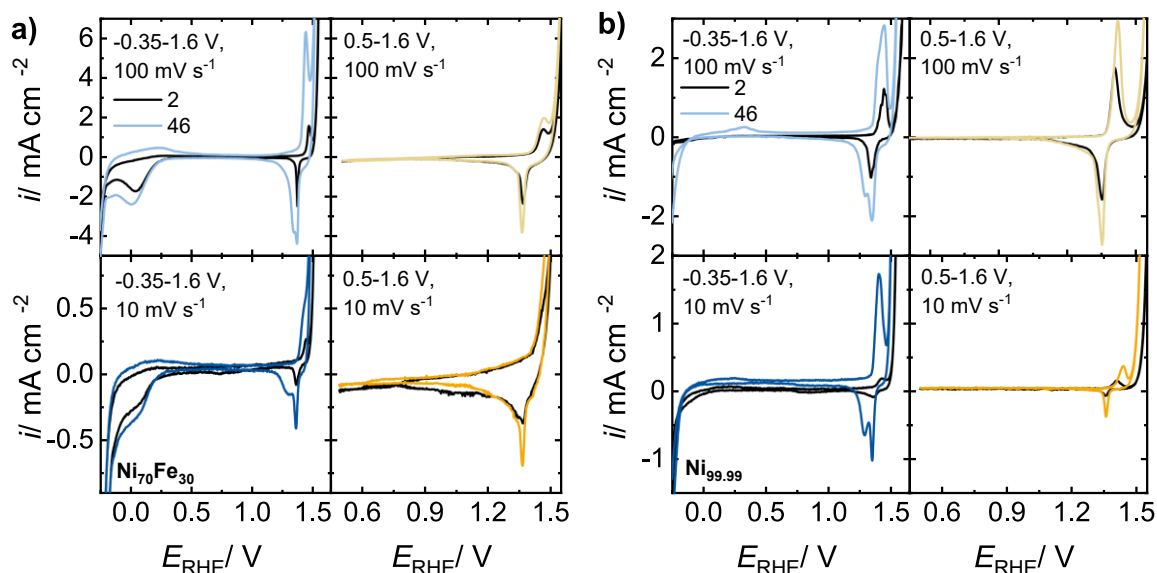 a)
-0.35-1.6 V,
100 mV s-1
2
46
0.5-1.6 V,
100 mV s-1
6
4
2
0
-2
-4
i/ mA cm -2
-0.35-1.6 V,
10 mV s-1
0.5-1.6 V,
10 mV s-1
0.5
0.0
-0.5
i/ mA cm -2
Ni70Fe30
0.0 0.5 1.0 1.5
0.6 0.9 1.2 1.5
ERHE/ V
ERHE/ V
b)
-0.35-1.6 V,
100 mV s-1
2
46
0.5-1.6 V,
100 mV s-1
2
0
-2
i/ mA cm -2
-0.35-1.6 V,
10 mV s-1
0.5-1.6 V,
10 mV s-1
2
1
0
-1
i/ mA cm -2
Ni99.99
0.0 0.5 1.0 1.5
0.6 0.9 1.2 1.5
ERHE/ V
ERHE/ V